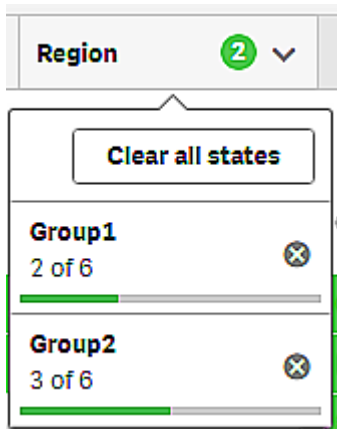 Region 2
Clear all states
Group1
2 of 6
Group2
3 of 6